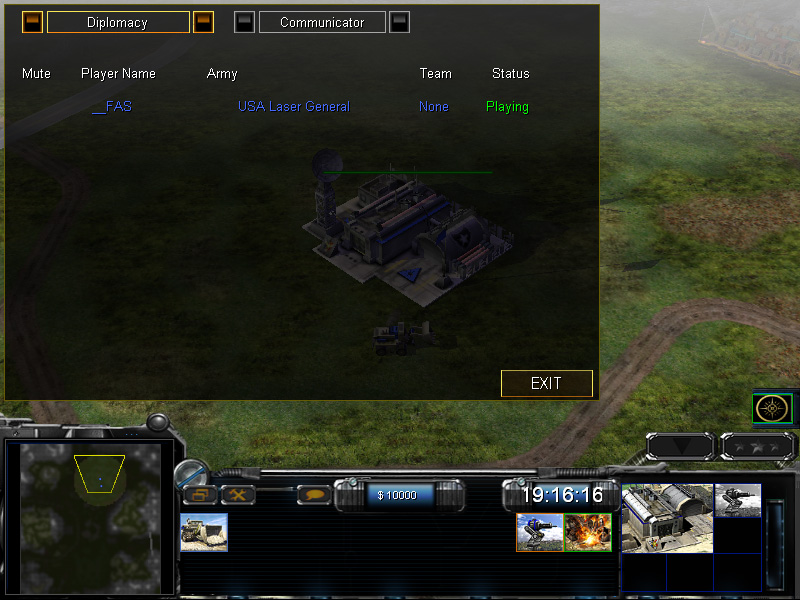 Diplomacy Communicator
Mute Player Name Army Team Status
__FAS USA Laser General None Playing
EXIT
$ 10000 19:16:16